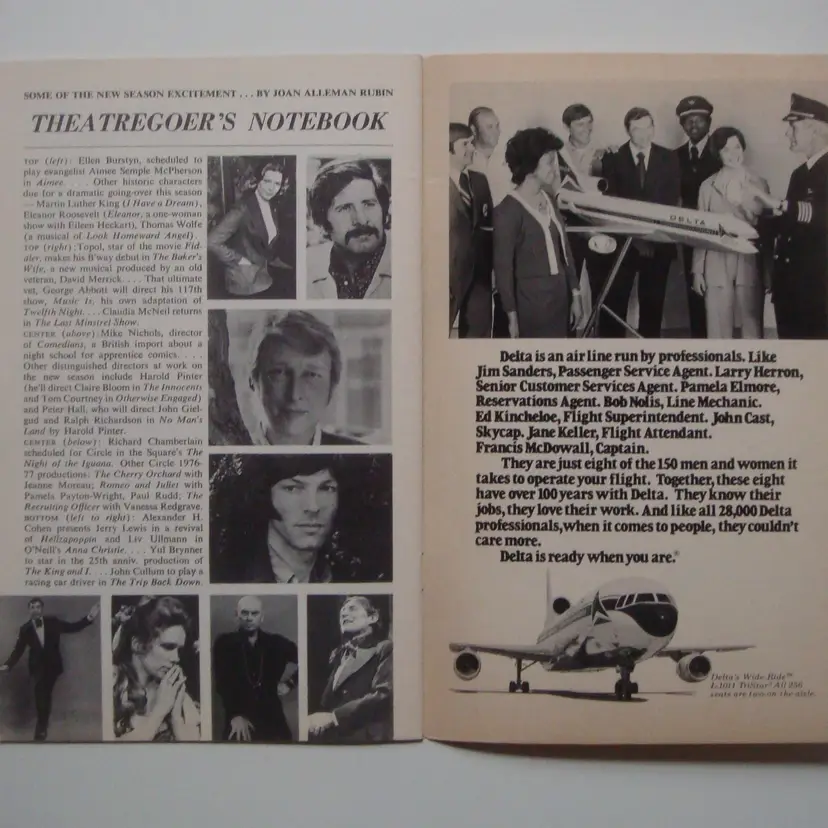 SOME OF THE NEW SEASON EXCITEMENT . . . BY JOAN ALLEMAN RUBIN
THEATREGOER'S NOTEBOOK
TOP (left): Ellen Burstyn, scheduled to
play evangelist Aimee Semple McPherson
in Aimee. . . . Other historic characters
due for a dramatic going-over this season
— Martin Luther King (I Have a Dream),
Eleanor Roosevelt (Eleanor, a one-woman
show with Eileen Heckart), Thomas Wolfe
(a musical of Look Homeward Angel).
TOP (right): Topol, star of the movie Fid-
dler, makes his B'way debut in The Baker's
Wife, a new musical produced by an old
veteran, David Merrick. . . . That ultimate
vet, George Abbott will direct his 117th
show, Music Is, his own adaptation of
Twelfth Night. . . . Claudia McNeil returns
in The Last Minstrel Show.
CENTER (above): Mike Nichols, director
of Comedians, a British import about a
night school for apprentice comics. . . .
Other distinguished directors at work on
the new season include Harold Pinter
(he'll direct Claire Bloom in The Innocents
and Tom Courtney in Otherwise Engaged)
and Peter Hall, who will direct John Giel-
gud and Ralph Richardson in No Man's
Land by Harold Pinter.
CENTER (below): Richard Chamberlain
scheduled for Circle in the Square's The
Night of the Iguana. Other Circle 1976-
77 productions: The Cherry Orchard with
Jeanne Moreau; Romeo and Juliet with
Pamela Payton-Wright, Paul Rudd; The
Recruiting Officer with Vanessa Redgrave.
BOTTOM (left to right): Alexander H.
Cohen presents Jerry Lewis in a revival
of Hellzapoppin and Liv Ullmann in
O'Neill's Anna Christie. . . . Yul Brynner
to star in the 25th anniv. production of
The King and I. . . . John Cullum to play a
racing car driver in The Trip Back Down.
DELTA
Delta is an air line run by professionals. Like
Jim Sanders, Passenger Service Agent. Larry Herron,
Senior Customer Services Agent. Pamela Elmore,
Reservations Agent. Bob Nolis, Line Mechanic.
Ed Kincheloe, Flight Superintendent. John Cast,
Skycap. Jane Keller, Flight Attendant.
Francis McDowall, Captain.
They are just eight of the 150 men and women it
takes to operate your flight. Together, these eight
have over 100 years with Delta. They know their
jobs, they love their work. And like all 28,000 Delta
professionals, when it comes to people, they couldn't
care more.
Delta is ready when you are.®
Delta's Wide-Ride™
L-1011 TriStar. All 256
seats are two on the aisle.